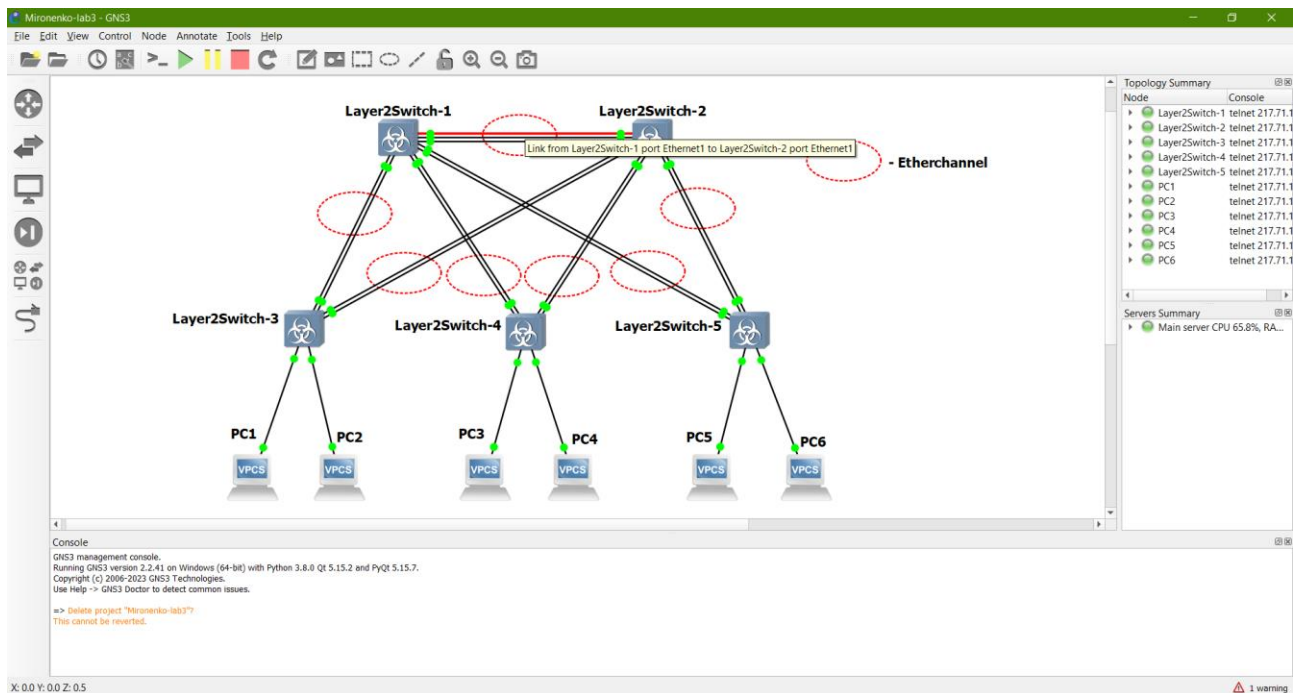 Mironenko-lab3 - GNS3
File Edit View Control Node Annotate Tools Help
Layer2Switch-1
Layer2Switch-2
Link from Layer2Switch-1 port Ethernet1 to Layer2Switch-2 port Ethernet1
- Etherchannel
Layer2Switch-3
Layer2Switch-4
Layer2Switch-5
PC1
PC2
PC3
PC4
PC5
PC6
VPCS
VPCS
VPCS
VPCS
VPCS
VPCS
Topology Summary
Node Console
Layer2Switch-1 telnet 217.71.1
Layer2Switch-2 telnet 217.71.1
Layer2Switch-3 telnet 217.71.1
Layer2Switch-4 telnet 217.71.1
Layer2Switch-5 telnet 217.71.1
PC1 telnet 217.71.1
PC2 telnet 217.71.1
PC3 telnet 217.71.1
PC4 telnet 217.71.1
PC5 telnet 217.71.1
PC6 telnet 217.71.1
Servers Summary
Main server CPU 65.8%, RA...
Console
GNS3 management console.
Running GNS3 version 2.2.41 on Windows (64-bit) with Python 3.8.0 Qt 5.15.2 and PyQt 5.15.7.
Copyright (c) 2006-2023 GNS3 Technologies.
Use Help -> GNS3 Doctor to detect common issues.
=> Delete project "Mironenko-lab3"?
This cannot be reverted.
X: 0.0 Y: 0.0 Z: 0.5
1 warning